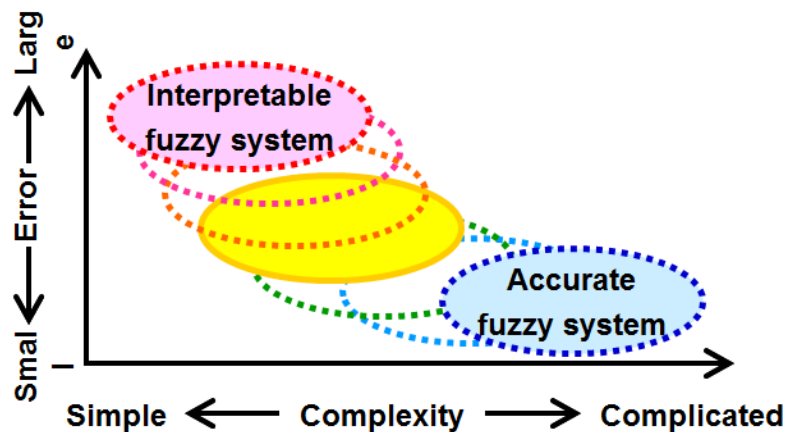 Larg
e
Error
Smal
l
Interpretable
fuzzy system
Accurate
fuzzy system
Simple
Complexity
Complicated